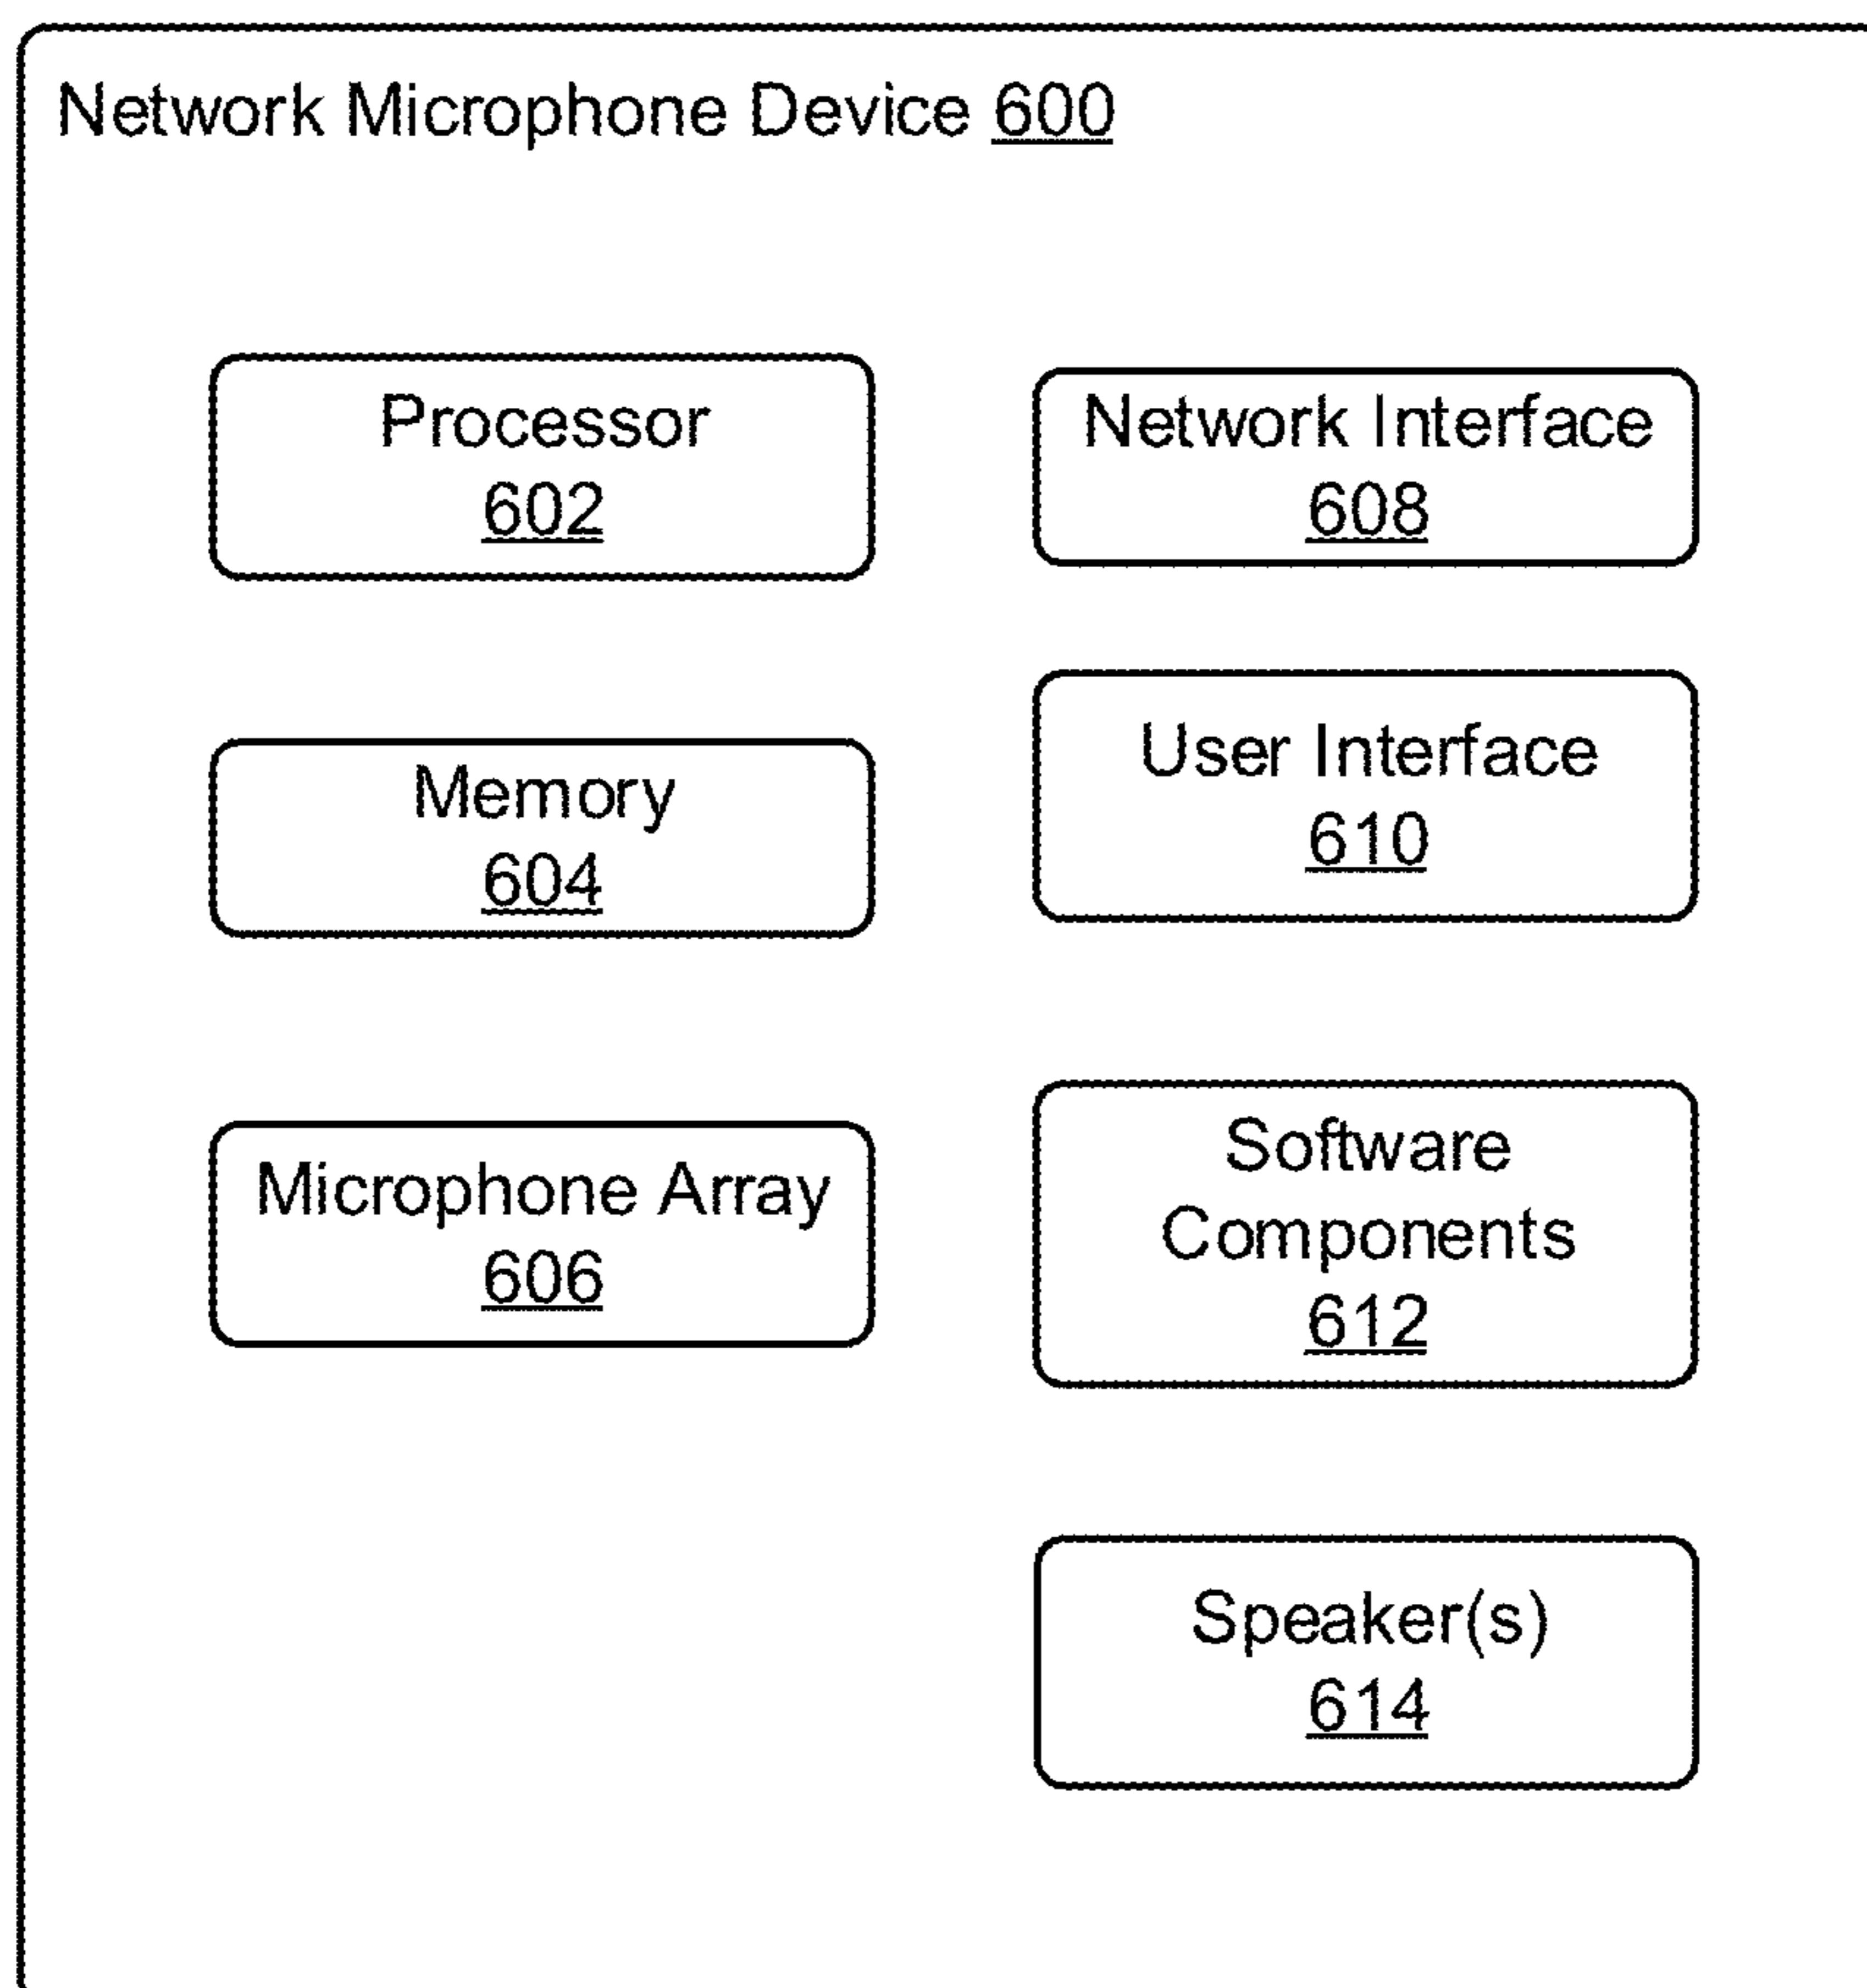 Network Microphone Device 600
Processor
602
Network Interface
608
Memory
604
User Interface
610
Microphone Array
606
Software
Components
612
Speaker(s)
614